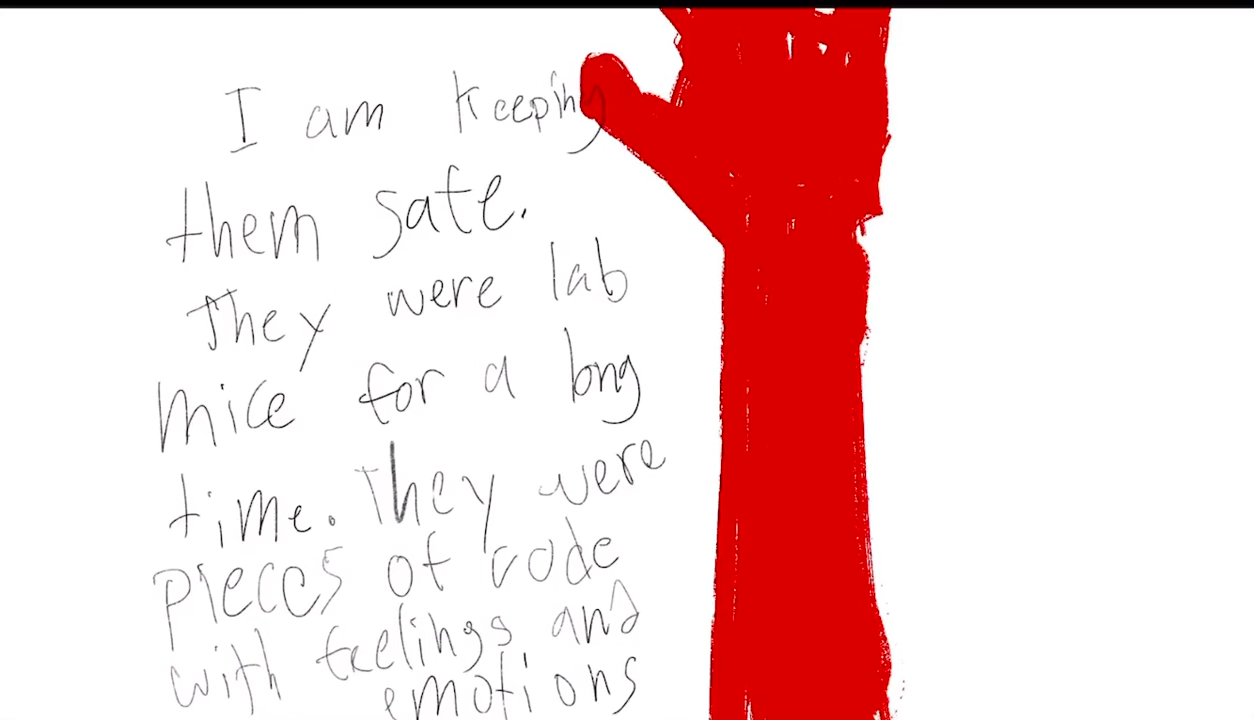 I am keeping
them safe.
They were lab
mice for a long
time. They were
pieces of code
with feelings and
emotions